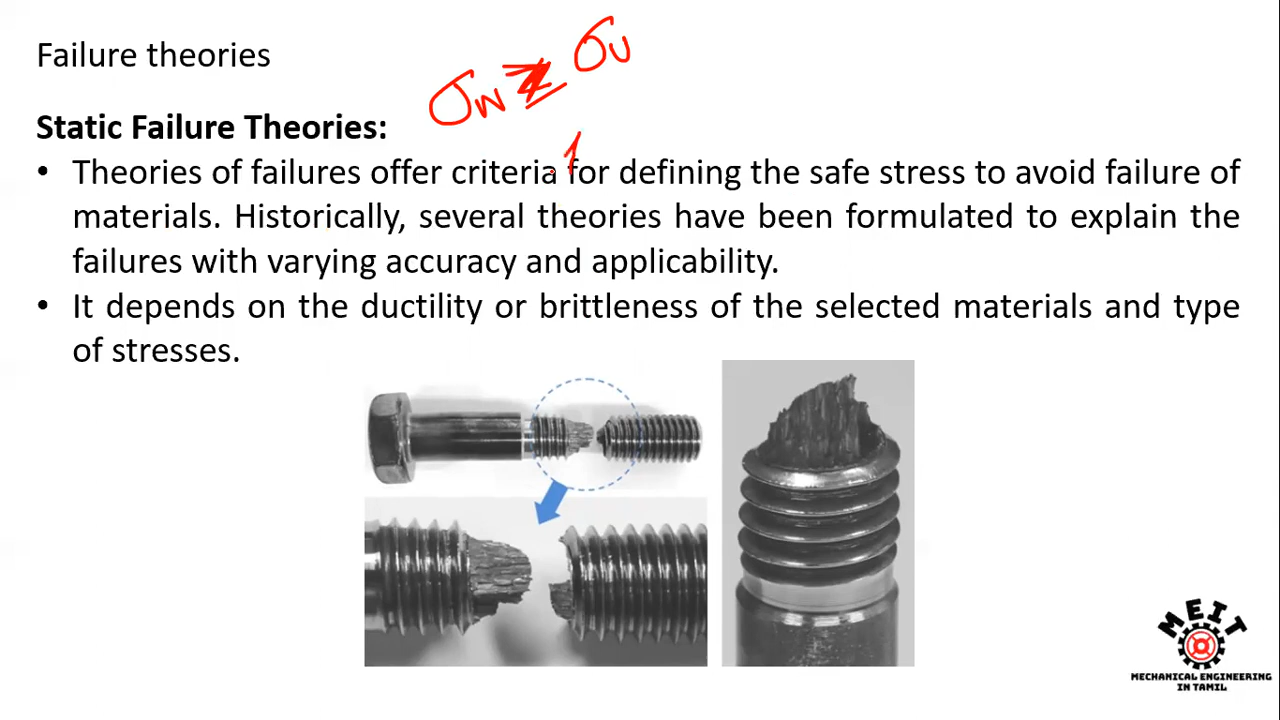 Failure theories
σw ≥ σu
Static Failure Theories:
• Theories of failures offer criteria for defining the safe stress to avoid failure of
materials. Historically, several theories have been formulated to explain the
failures with varying accuracy and applicability.
• It depends on the ductility or brittleness of the selected materials and type
of stresses.
MEIT
MECHANICAL ENGINEERING
IN TAMIL